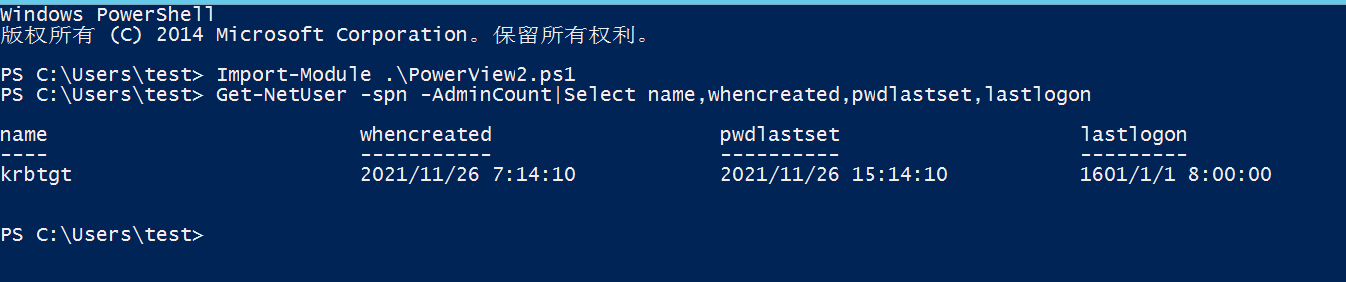 Windows PowerShell
版权所有 (C) 2014 Microsoft Corporation。保留所有权利。
PS C:\Users\test> Import-Module .\PowerView2.ps1
PS C:\Users\test> Get-NetUser -spn -AdminCount|Select name,whencreated,pwdlastset,lastlogon
name whencreated pwdlastset lastlogon
---- ----------- ---------- ---------
krbtgt 2021/11/26 7:14:10 2021/11/26 15:14:10 1601/1/1 8:00:00
PS C:\Users\test>